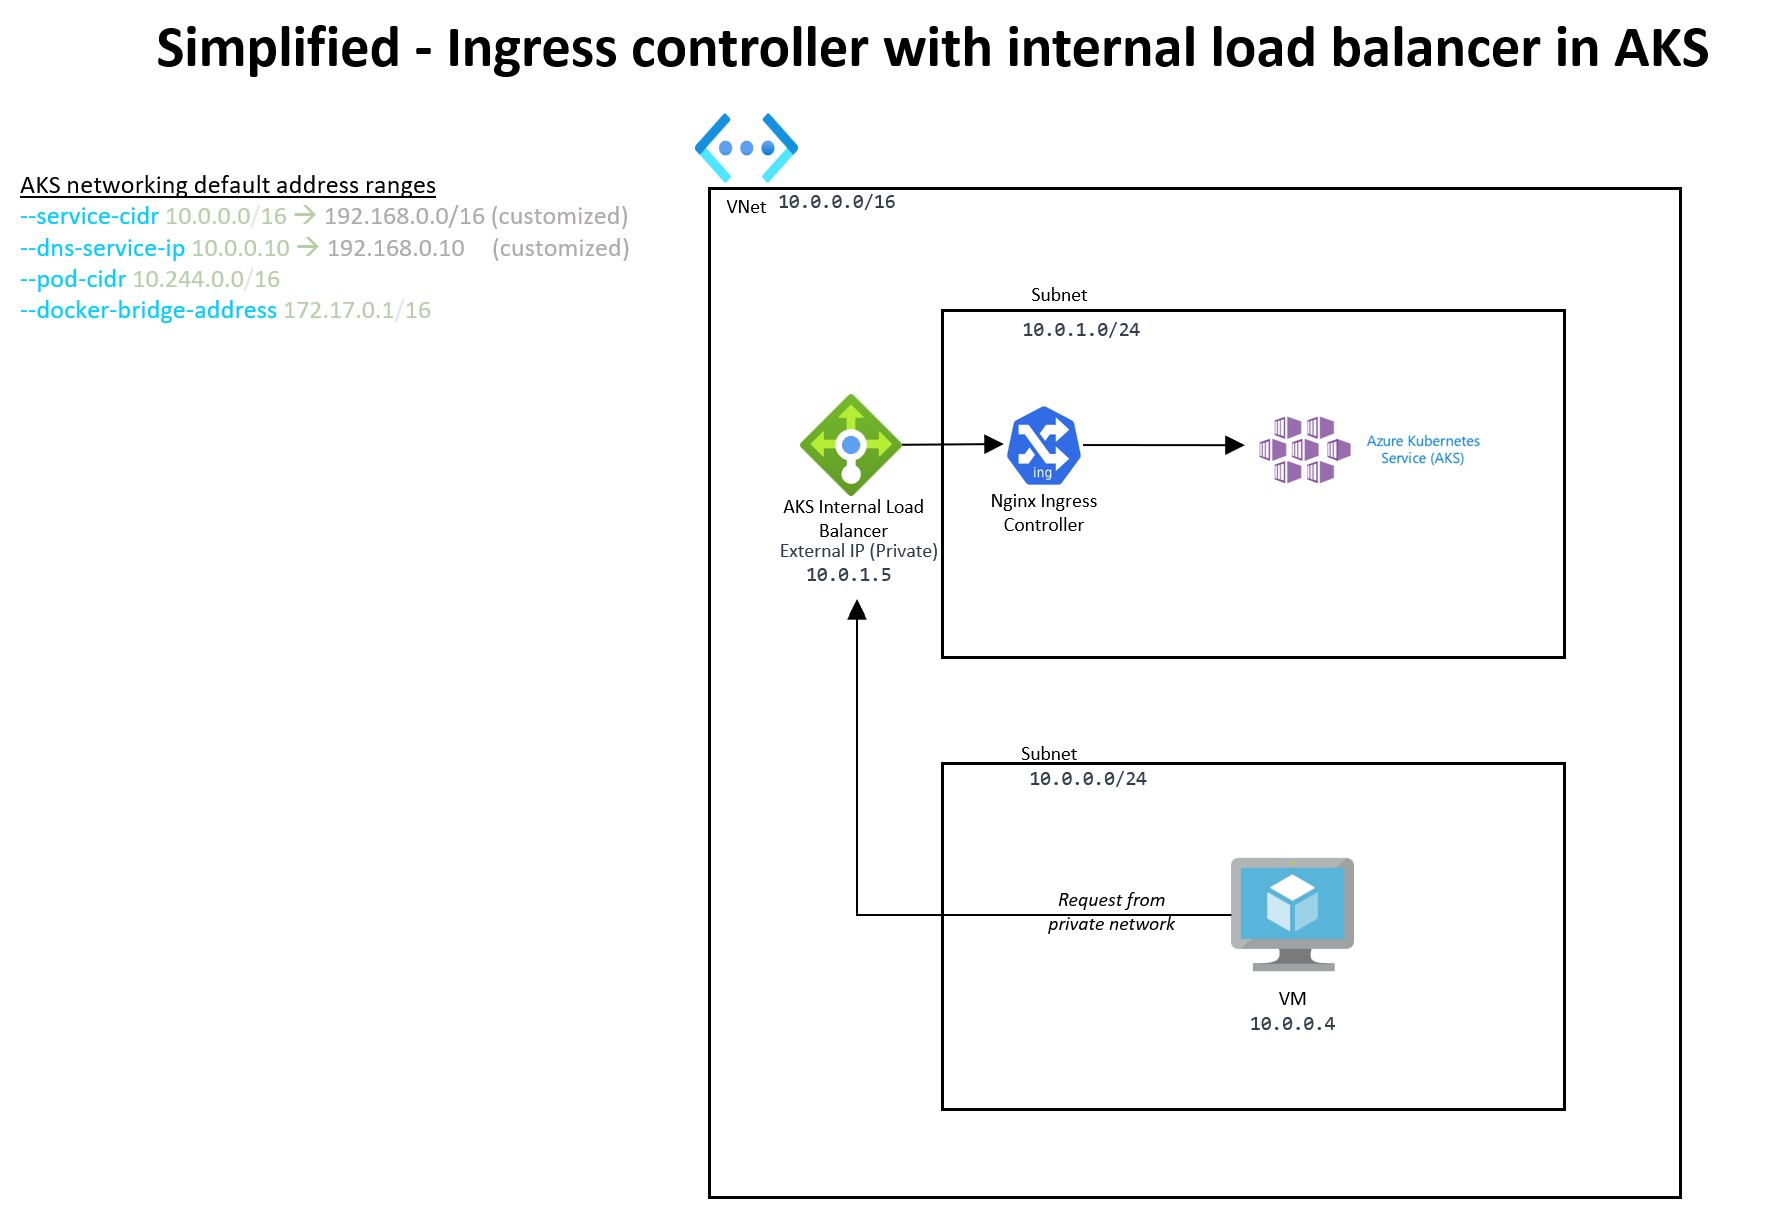 Simplified - Ingress controller with internal load balancer in AKS
AKS networking default address ranges
--service-cidr 10.0.0.0/16 → 192.168.0.0/16 (customized)
--dns-service-ip 10.0.0.10 → 192.168.0.10 (customized)
--pod-cidr 10.244.0.0/16
--docker-bridge-address 172.17.0.1/16
VNet 10.0.0.0/16
Subnet
10.0.1.0/24
ing
Azure Kubernetes
Service (AKS)
Nginx Ingress
Controller
AKS Internal Load
Balancer
External IP (Private)
10.0.1.5
Subnet
10.0.0.0/24
Request from
private network
VM
10.0.0.4